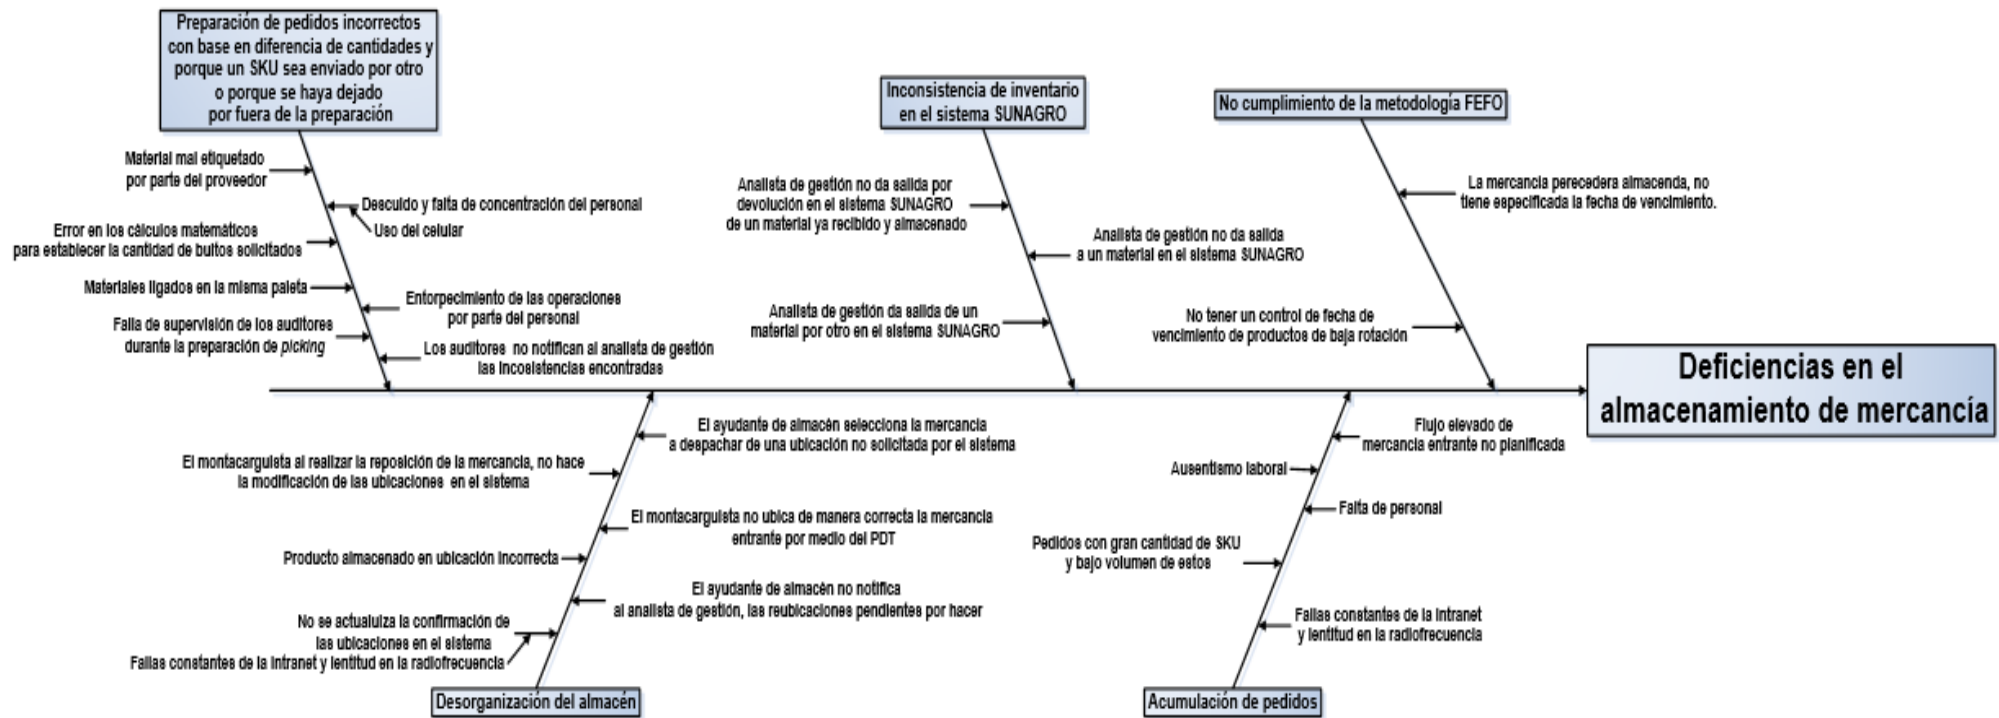 Preparación de pedidos incorrectos
con base en diferencia de cantidades y
porque un SKU sea enviado por otro
o porque se haya dejado
por fuera de la preparación
Material mal etiquetado
por parte del proveedor
Descuido y falta de concentración del personal
Uso del celular
Error en los cálculos matemáticos
para establecer la cantidad de bultos solicitados
Materiales ligados en la misma paleta
Entorpecimiento de las operaciones
por parte del personal
Falla de supervisión de los auditores
durante la preparación de picking
Los auditores no notifican al analista de gestión
las incosistencias encontradas
Inconsistencia de inventario
en el sistema SUNAGRO
Analista de gestión no da salida por
devolución en el sistema SUNAGRO
de un material ya recibido y almacenado
Analista de gestión no da salida
a un material en el sistema SUNAGRO
Analista de gestión da salida de un
material por otro en el sistema SUNAGRO
No cumplimiento de la metodología FEFO
La mercancia perecedera almacenda, no
tiene especificada la fecha de vencimiento.
No tener un control de fecha de
vencimiento de productos de baja rotación
Deficiencias en el
almacenamiento de mercancía
El ayudante de almacén selecciona la mercancia
a despachar de una ubicación no solicitada por el sistema
El montacarguista al realizar la reposición de la mercancia, no hace
la modificación de las ubicaciones en el sistema
El montacarguista no ubica de manera correcta la mercancia
entrante por medio del PDT
Producto almacenado en ubicación incorrecta
El ayudante de almacén no notifica
al analista de gestión, las reubicaciones pendientes por hacer
No se actualuiza la confirmación de
las ubicaciones en el sistema
Fallas constantes de la intranet y lentitud en la radiofrecuencia
Desorganización del almacén
Flujo elevado de
mercancia entrante no planificada
Ausentismo laboral
Falta de personal
Pedidos con gran cantidad de SKU
y bajo volumen de estos
Fallas constantes de la intranet
y lentitud en la radiofrecuencia
Acumulación de pedidos